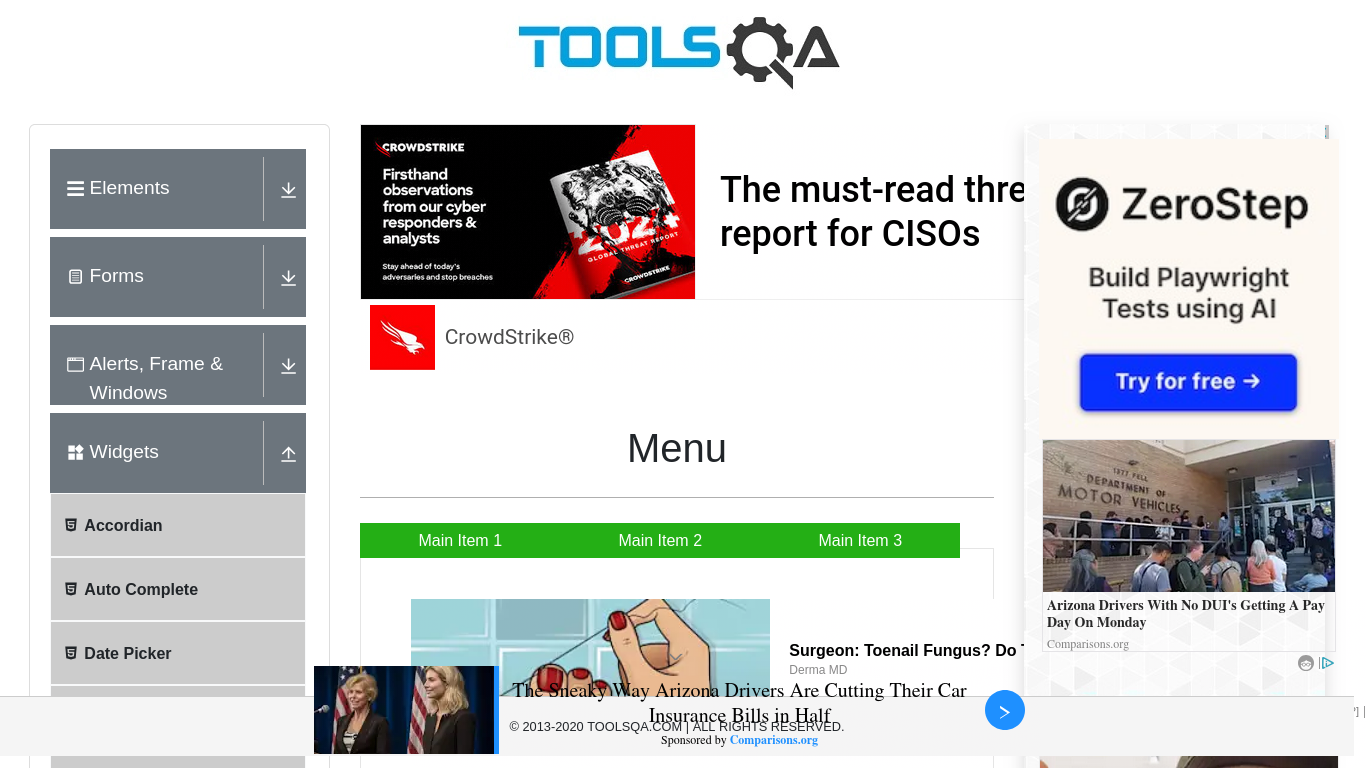 TOOLSQA
Elements
Forms
Alerts, Frame &
Windows
Widgets
Accordian
Auto Complete
Date Picker
CROWDSTRIKE
Firsthand
observations
from our cyber
responders &
analysts
Stay ahead of today's
adversaries and stop breaches
2024
GLOBAL THREAT REPORT
CROWDSTRIKE
The must-read thre
report for CISOs
CrowdStrike®
Menu
Main Item 1
Main Item 2
Main Item 3
Surgeon: Toenail Fungus? Do T
Derma MD
The Sneaky Way Arizona Drivers Are Cutting Their Car
Insurance Bills in Half
© 2013-2020 TOOLSQA.COM | ALL RIGHTS RESERVED.
Sponsored by Comparisons.org
ZeroStep
Build Playwright
Tests using AI
Try for free →
1377 FELL
DEPARTMENT OF
MOTOR VEHICLES
Arizona Drivers With No DUI's Getting A Pay
Day On Monday
Comparisons.org